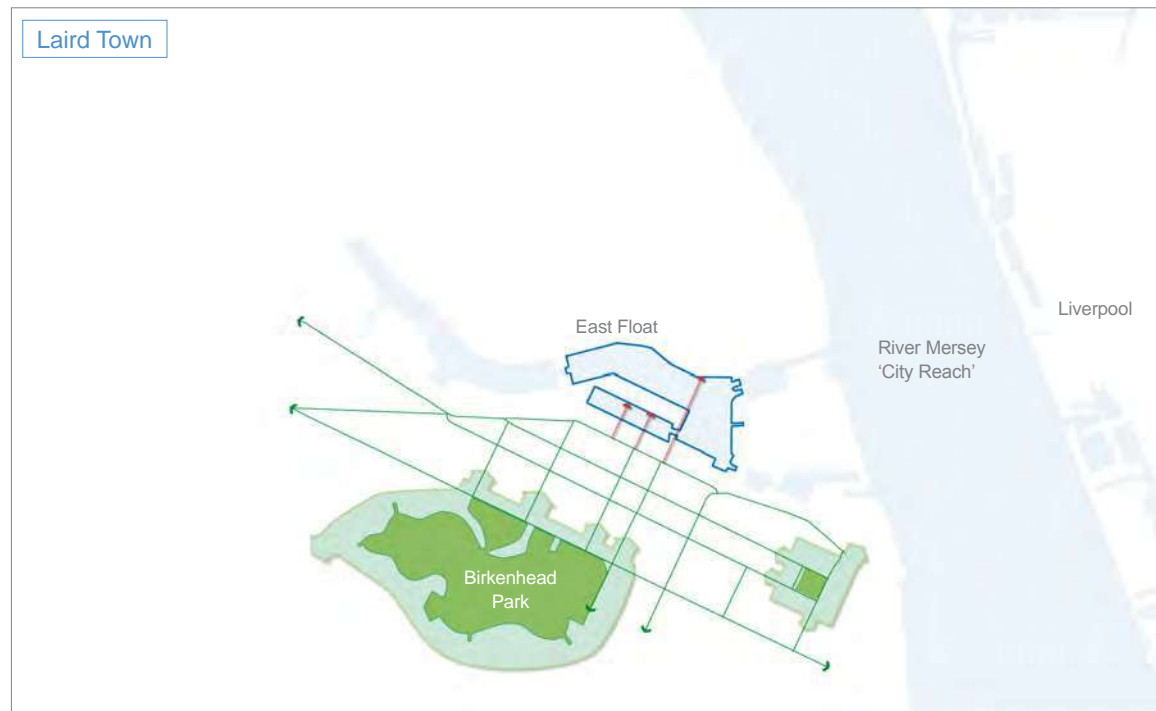 Laird Town
East Float
River Mersey
‘City Reach’
Liverpool
Birkenhead
Park